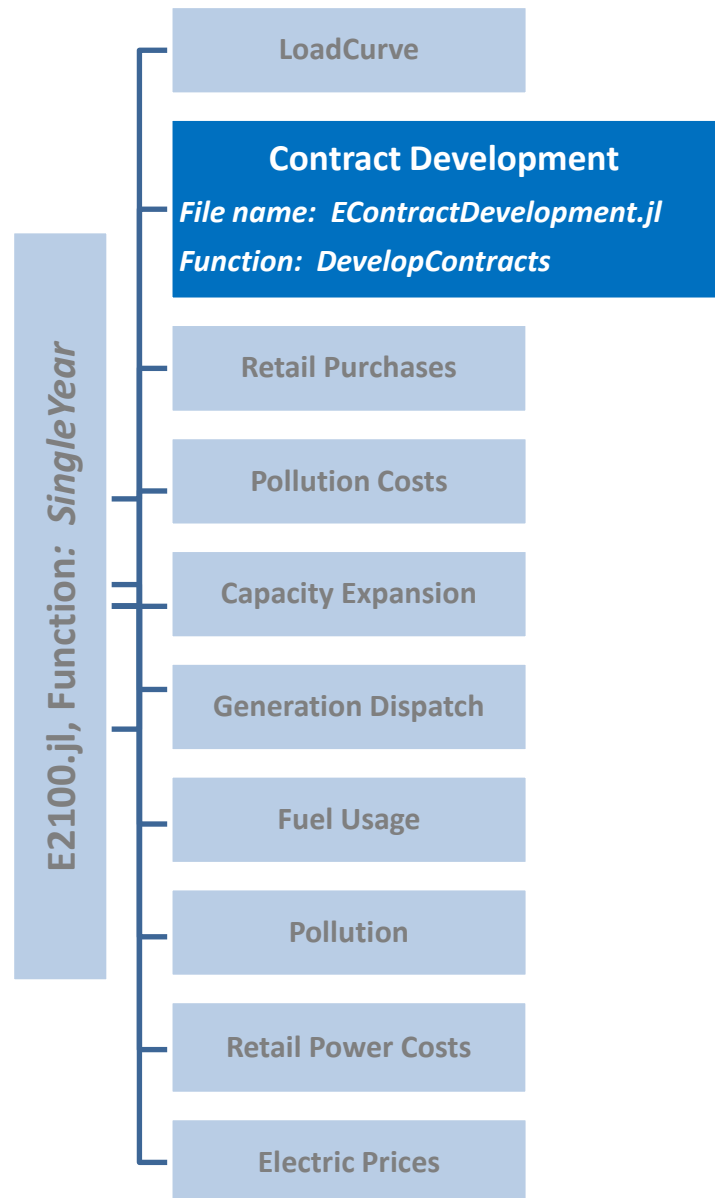 LoadCurve
Contract Development
File name:  EContractDevelopment.jl
Function:  DevelopContracts
E2100.jl, Function:  SingleYear
Retail Purchases
Pollution Costs
Capacity Expansion
Generation Dispatch
Fuel Usage
Pollution
Retail Power Costs
Electric Prices